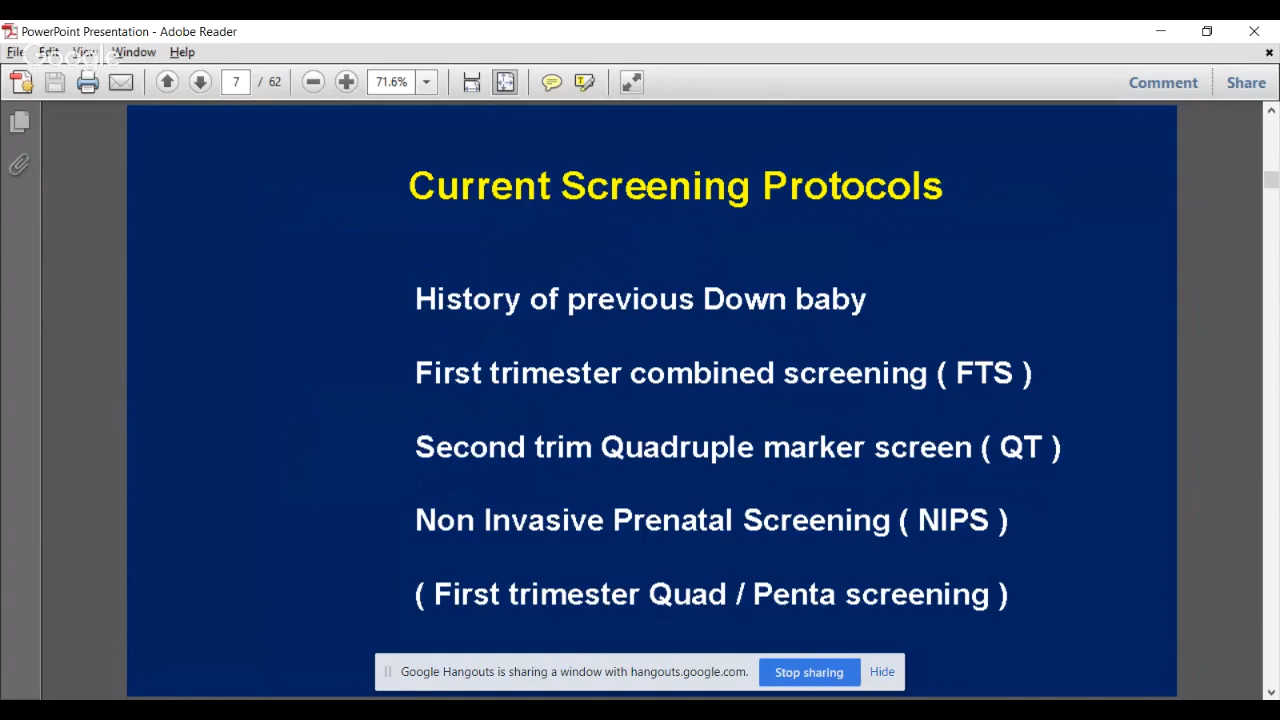 PowerPoint Presentation - Adobe Reader
File Edit View Window Help
Google
7 / 62 71.6% Comment Share
Current Screening Protocols
History of previous Down baby
First trimester combined screening ( FTS )
Second trim Quadruple marker screen ( QT )
Non Invasive Prenatal Screening ( NIPS )
( First trimester Quad / Penta screening )
Google Hangouts is sharing a window with hangouts.google.com. Stop sharing Hide